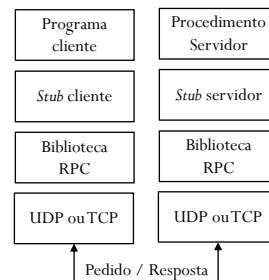 Programa
cliente
Procedimento
Servidor
Stub cliente
Stub servidor
Biblioteca
RPC
Biblioteca
RPC
UDP ou TCP
UDP ou TCP
Pedido / Resposta